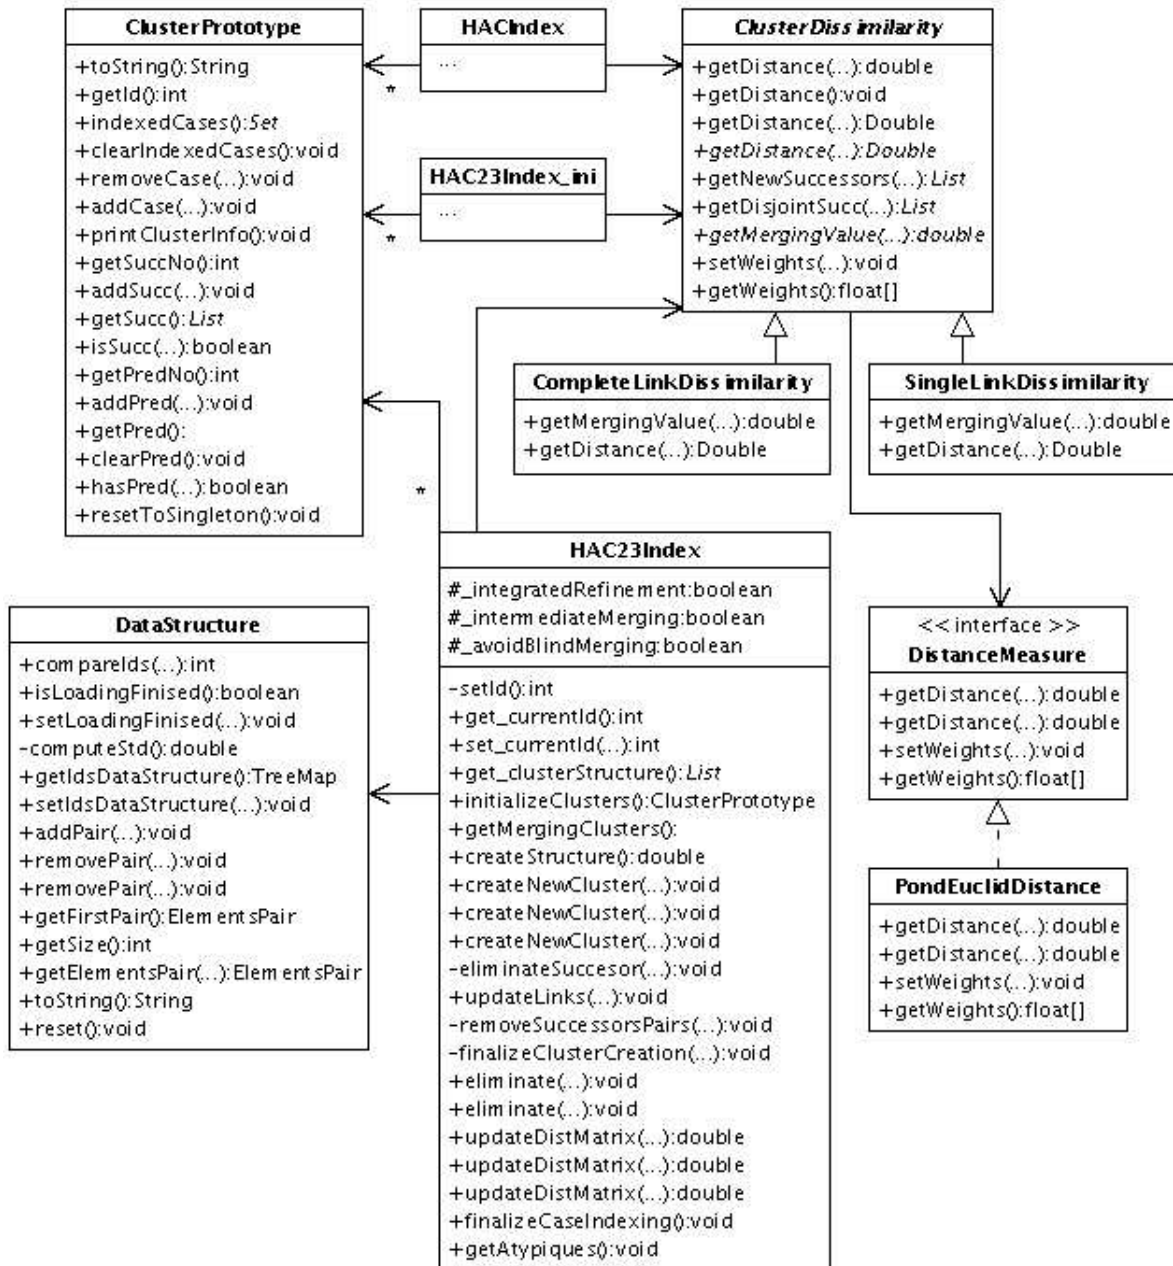 ClusterPrototype
+toString():String
+getId():int
+indexedCases():Set
+clearIndexedCases():void
+removeCase(...):void
+addCase(...):void
+printClusterInfo():void
+getSuccNo():int
+addSucc(...):void
+getSucc():List
+isSucc(...):boolean
+getPredNo():int
+addPred(...):void
+getPred():
+clearPred():void
+hasPred(...):boolean
+resetToSingleton():void
HACIndex
...
*
HAC23Index_ini
...
*
ClusterDissimilarity
+getDistance(...):double
+getDistance():void
+getDistance(...):Double
+getDistance(...):Double
+getNewSuccessors(...):List
+getDisjointSucc(...):List
+getMergingValue(...):double
+setWeights(...):void
+getWeights():float[]
CompleteLinkDissimilarity
+getMergingValue(...):double
+getDistance(...):Double
SingleLinkDissimilarity
+getMergingValue(...):double
+getDistance(...):Double
*
HAC23Index
#_integratedRefinement:boolean
#_intermediateMerging:boolean
#_avoidBlindMerging:boolean
-setId():int
+get_currentId():int
+set_currentId(...):int
+get_clusterStructure():List
+initializeClusters():ClusterPrototype
+getMergingClusters():
+createStructure():double
+createNewCluster(...):void
+createNewCluster(...):void
+createNewCluster(...):void
-eliminateSuccesor(...):void
+updateLinks(...):void
-removeSuccessorsPairs(...):void
-finalizeClusterCreation(...):void
+eliminate(...):void
+eliminate(...):void
+updateDistMatrix(...):double
+updateDistMatrix(...):double
+updateDistMatrix(...):double
+finalizeCaseIndexing():void
+getAtypiques():void
DataStructure
+compareIds(...):int
+isLoadingFinised():boolean
+setLoadingFinised(...):void
-computeStd():double
+getIdsDataStructure():TreeMap
+setIdsDataStructure(...):void
+addPair(...):void
+removePair(...):void
+removePair(...):void
+getFirstPair():ElementsPair
+getSize():int
+getElementsPair(...):ElementsPair
+toString():String
+reset():void
<<interface>>
DistanceMeasure
+getDistance(...):double
+getDistance(...):double
+setWeights(...):void
+getWeights():float[]
PondEuclidDistance
+getDistance(...):double
+getDistance(...):double
+setWeights(...):void
+getWeights():float[]